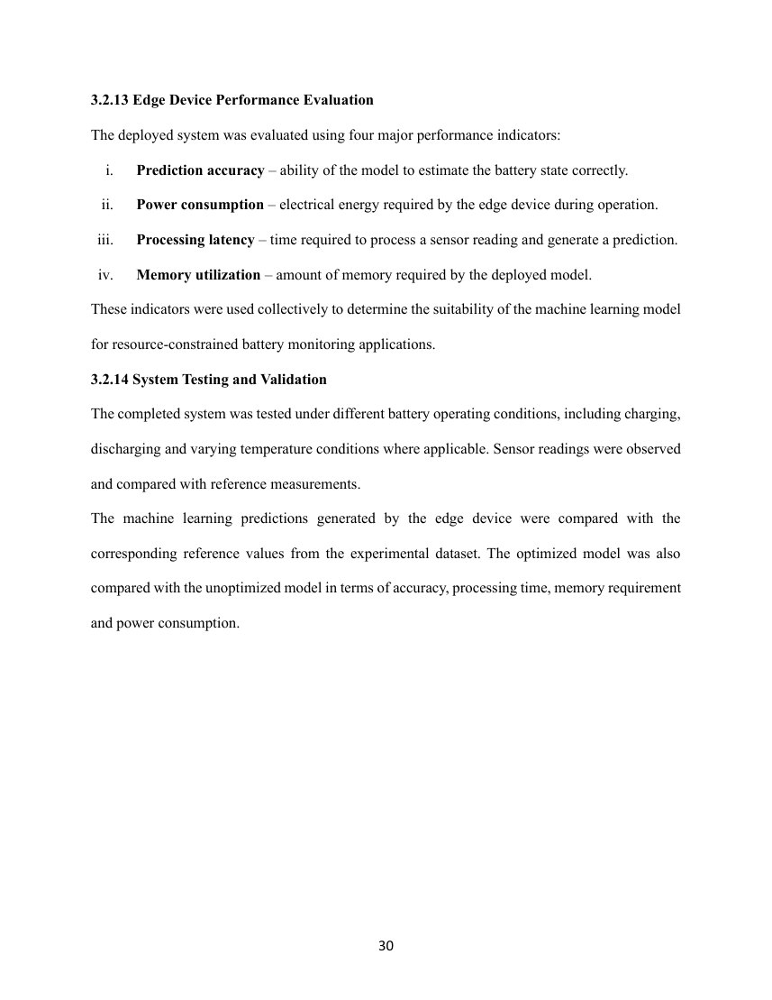 3.2.13 Edge Device Performance Evaluation
The deployed system was evaluated using four major performance indicators:
i. Prediction accuracy – ability of the model to estimate the battery state correctly.
ii. Power consumption – electrical energy required by the edge device during operation.
iii. Processing latency – time required to process a sensor reading and generate a prediction.
iv. Memory utilization – amount of memory required by the deployed model.
These indicators were used collectively to determine the suitability of the machine learning model
for resource-constrained battery monitoring applications.
3.2.14 System Testing and Validation
The completed system was tested under different battery operating conditions, including charging,
discharging and varying temperature conditions where applicable. Sensor readings were observed
and compared with reference measurements.
The machine learning predictions generated by the edge device were compared with the
corresponding reference values from the experimental dataset. The optimized model was also
compared with the unoptimized model in terms of accuracy, processing time, memory requirement
and power consumption.
30